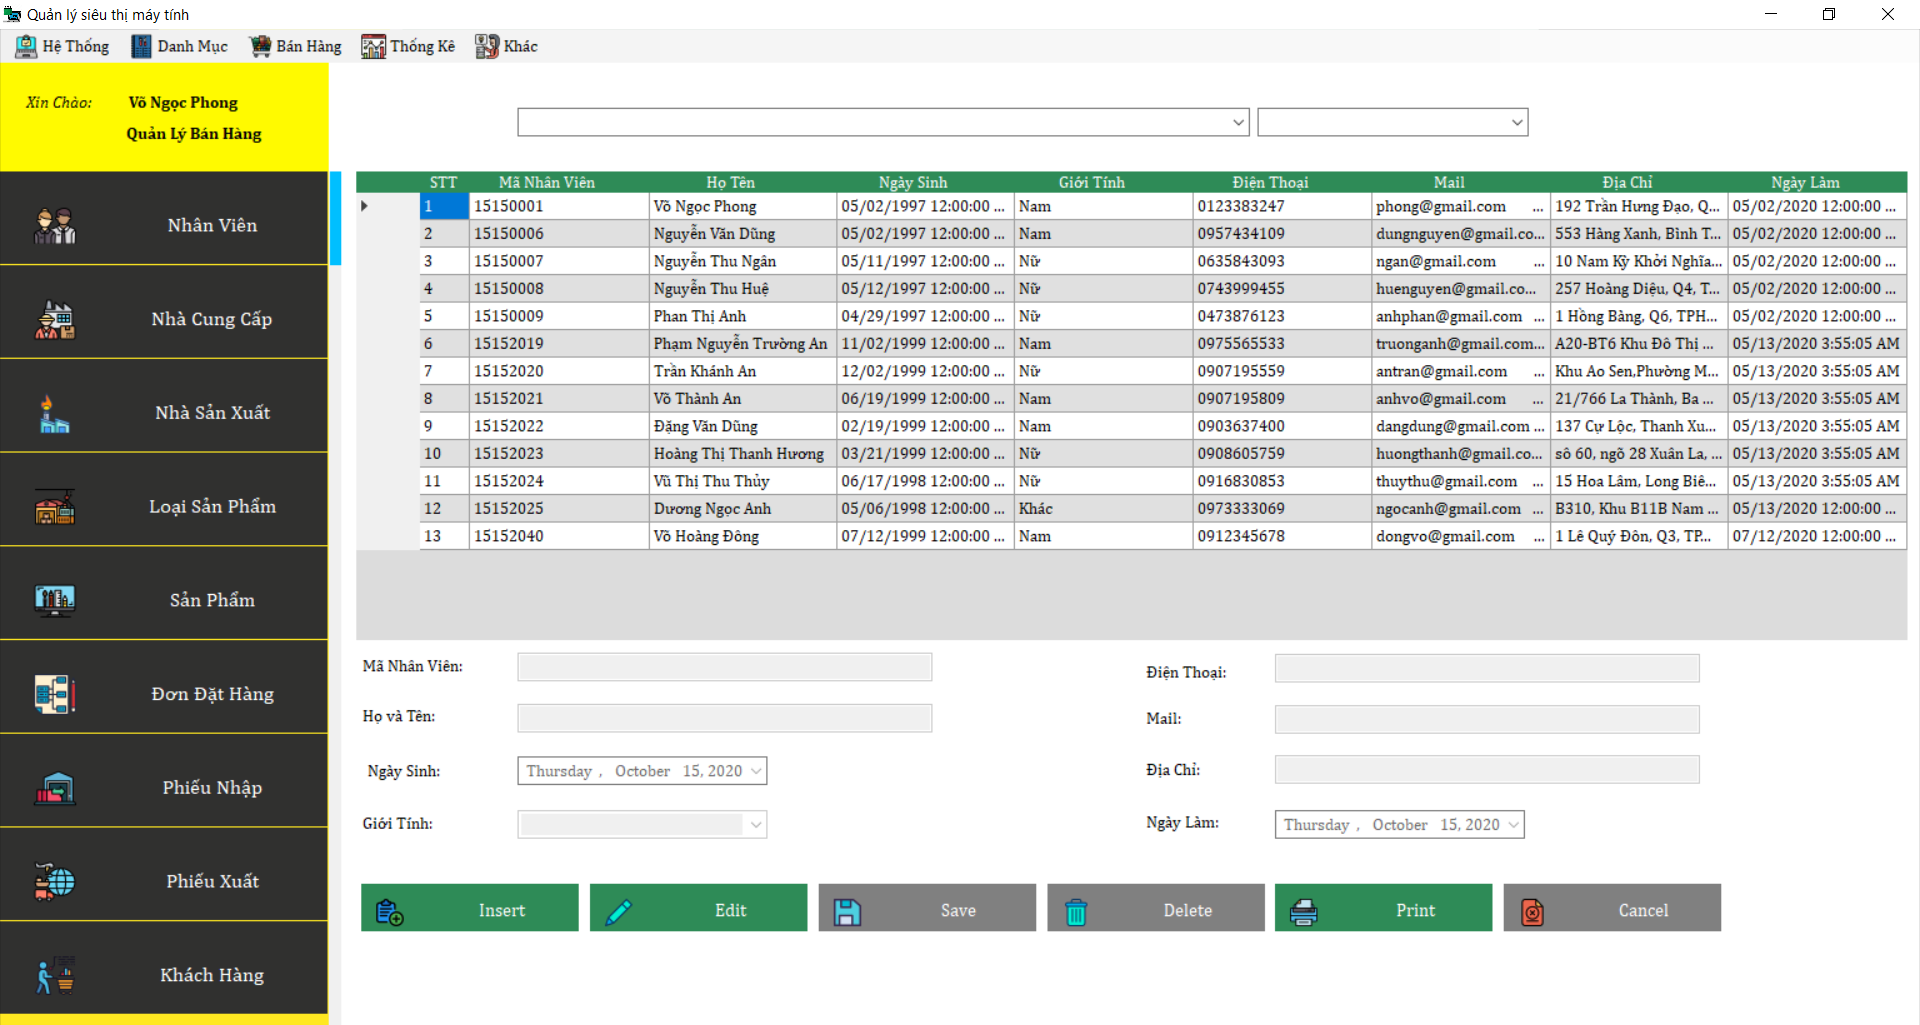 Quản lý siêu thị máy tính
Hệ Thống Danh Mục Bán Hàng Thống Kê Khác
Xin Chào: Võ Ngọc Phong
Quản Lý Bán Hàng
Nhân Viên
Nhà Cung Cấp
Nhà Sản Xuất
Loại Sản Phẩm
Sản Phẩm
Đơn Đặt Hàng
Phiếu Nhập
Phiếu Xuất
Khách Hàng
STT Mã Nhân Viên Họ Tên Ngày Sinh Giới Tính Điện Thoại Mail Địa Chỉ Ngày Làm
1 15150001 Võ Ngọc Phong 05/02/1997 12:00:00 ... Nam 0123383247 phong@gmail.com ... 192 Trần Hưng Đạo, Q... 05/02/2020 12:00:00 ...
2 15150006 Nguyễn Văn Dũng 05/02/1997 12:00:00 ... Nam 0957434109 dungnguyen@gmail.co... 553 Hàng Xanh, Bình T... 05/02/2020 12:00:00 ...
3 15150007 Nguyễn Thu Ngân 05/11/1997 12:00:00 ... Nữ 0635843093 ngan@gmail.com ... 10 Nam Kỳ Khởi Nghĩa... 05/02/2020 12:00:00 ...
4 15150008 Nguyễn Thu Huệ 05/12/1997 12:00:00 ... Nữ 0743999455 huenguyen@gmail.co... 257 Hoàng Diệu, Q4, T... 05/02/2020 12:00:00 ...
5 15150009 Phan Thị Anh 04/29/1997 12:00:00 ... Nữ 0473876123 anhphan@gmail.com ... 1 Hồng Bàng, Q6, TPH... 05/02/2020 12:00:00 ...
6 15152019 Phạm Nguyễn Trường An 11/02/1999 12:00:00 ... Nam 0975565533 truonganh@gmail.com... A20-BT6 Khu Đô Thị ... 05/13/2020 3:55:05 AM
7 15152020 Trần Khánh An 12/02/1999 12:00:00 ... Nữ 0907195559 antran@gmail.com ... Khu Ao Sen,Phường M... 05/13/2020 3:55:05 AM
8 15152021 Võ Thành An 06/19/1999 12:00:00 ... Nam 0907195809 anhvo@gmail.com ... 21/766 La Thành, Ba ... 05/13/2020 3:55:05 AM
9 15152022 Đặng Văn Dũng 02/19/1999 12:00:00 ... Nam 0903637400 dangdung@gmail.com ... 137 Cự Lộc, Thanh Xu... 05/13/2020 3:55:05 AM
10 15152023 Hoàng Thị Thanh Hương 03/21/1999 12:00:00 ... Nữ 0908605759 huongthanh@gmail.co... sô 60, ngõ 28 Xuân La, ... 05/13/2020 3:55:05 AM
11 15152024 Vũ Thị Thu Thủy 06/17/1998 12:00:00 ... Nữ 0916830853 thuythu@gmail.com ... 15 Hoa Lâm, Long Biê... 05/13/2020 3:55:05 AM
12 15152025 Dương Ngọc Anh 05/06/1998 12:00:00 ... Khác 0973333069 ngocanh@gmail.com ... B310, Khu B11B Nam ... 05/13/2020 12:00:00 ...
13 15152040 Võ Hoàng Đông 07/12/1999 12:00:00 ... Nam 0912345678 dongvo@gmail.com ... 1 Lê Quý Đôn, Q3, TP... 07/12/2020 12:00:00 ...
Mã Nhân Viên: Điện Thoại:
Họ và Tên: Mail:
Ngày Sinh: Thursday , October 15, 2020 Địa Chỉ:
Giới Tính: Ngày Làm: Thursday , October 15, 2020
Insert Edit Save Delete Print Cancel